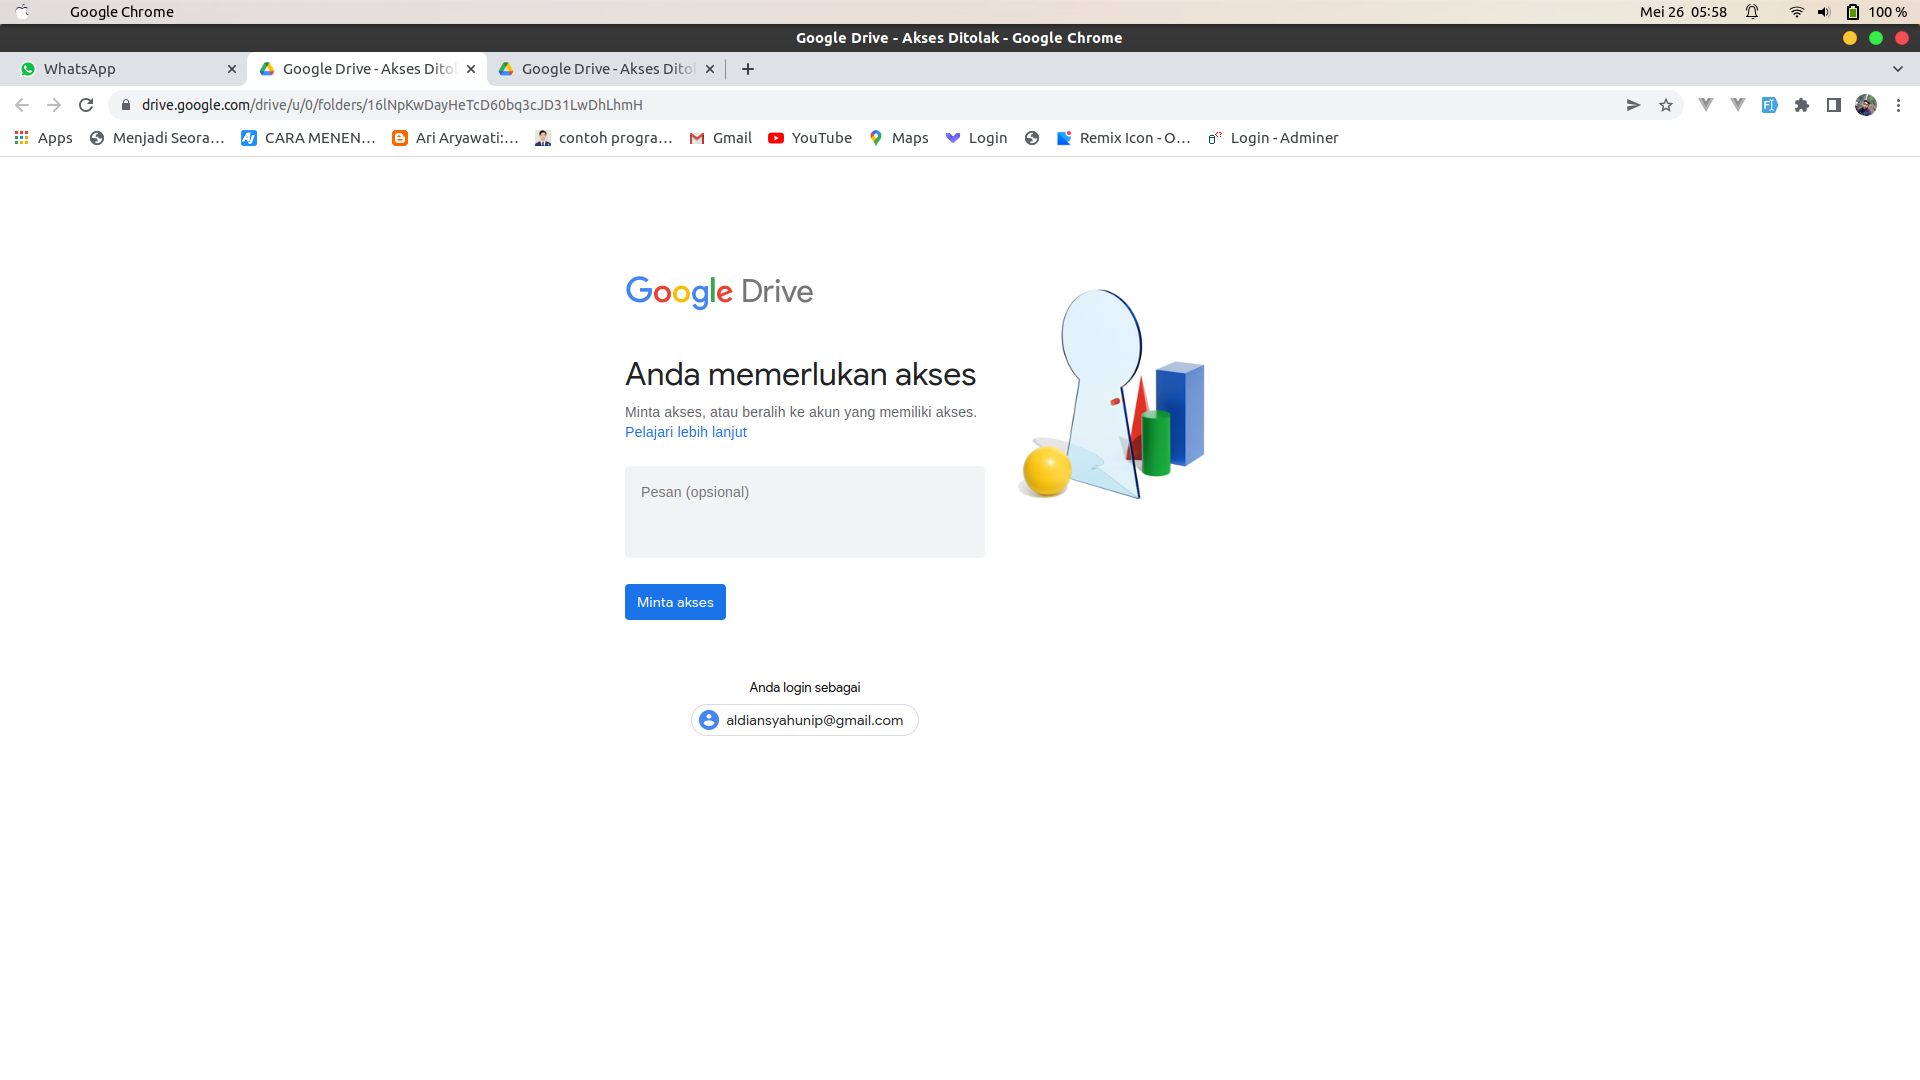 Google Chrome
Mei 26 05:58
100 %
Google Drive - Akses Ditolak - Google Chrome
WhatsApp
Google Drive - Akses Ditol
Google Drive - Akses Ditol
drive.google.com/drive/u/0/folders/16lNpKwDayHeTcD60bq3cJD31LwDhLhmH
Apps
Menjadi Seora...
CARA MENEN...
Ari Aryawati:...
contoh progra...
Gmail
YouTube
Maps
Login
Remix Icon - O...
Login - Adminer
Google Drive
Anda memerlukan akses
Minta akses, atau beralih ke akun yang memiliki akses.
Pelajari lebih lanjut
Pesan (opsional)
Minta akses
Anda login sebagai
aldiansyahunip@gmail.com